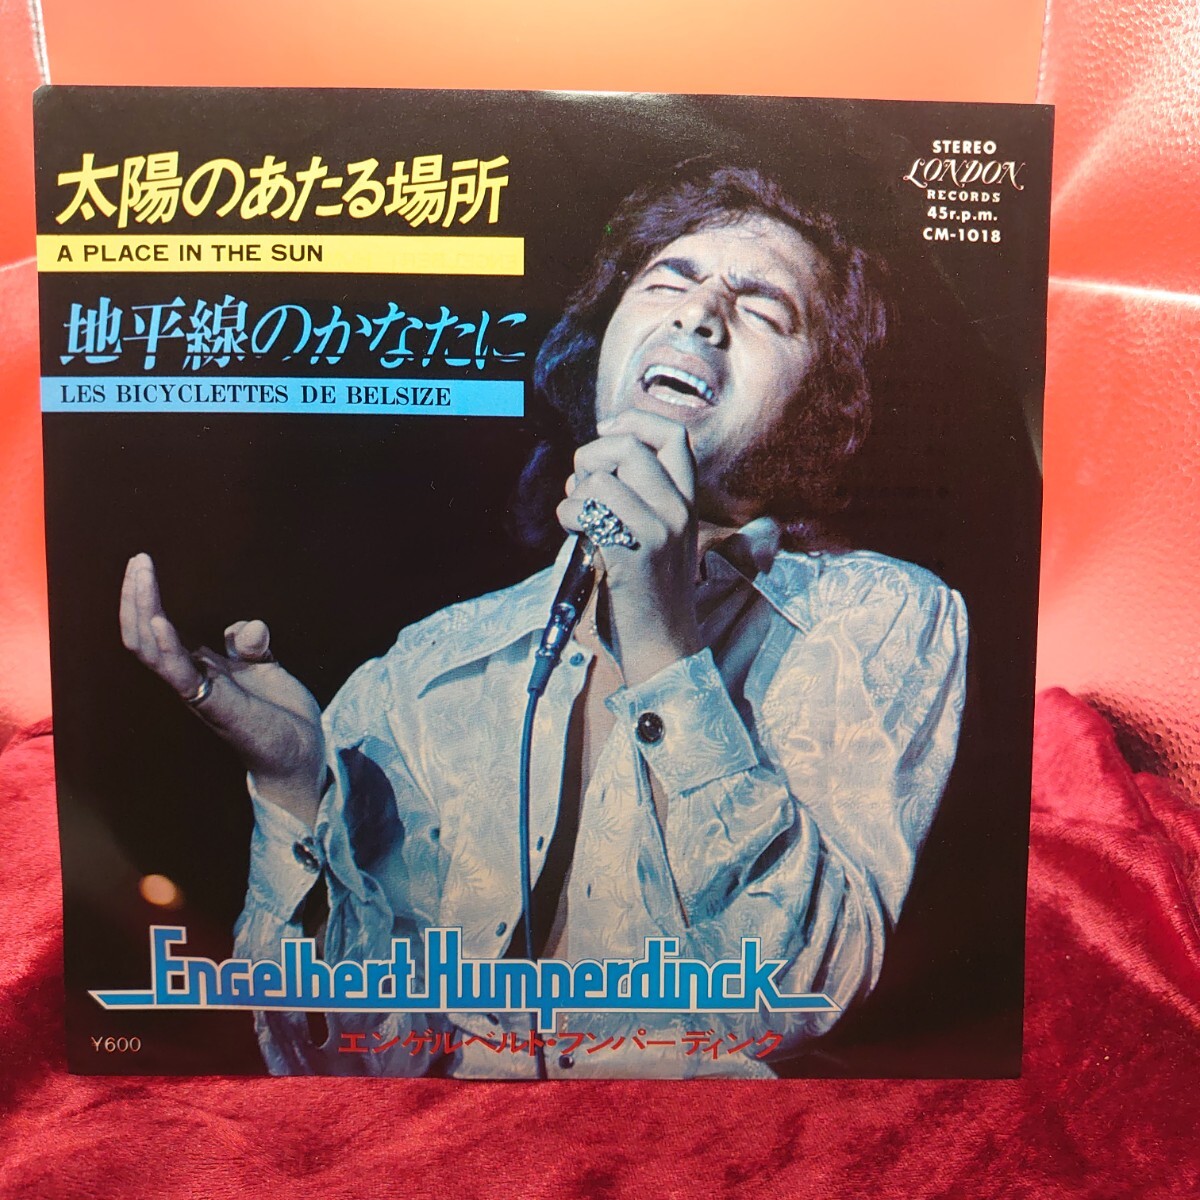 太陽のあたる場所
A PLACE IN THE SUN
地平線のかなたに
LES BICYCLETTES DE BELSIZE
STEREO
LONDON
RECORDS
45r.p.m.
CM-1018
Engelbert Humperdinck
¥600
エンゲルベルト・フンパーディンク